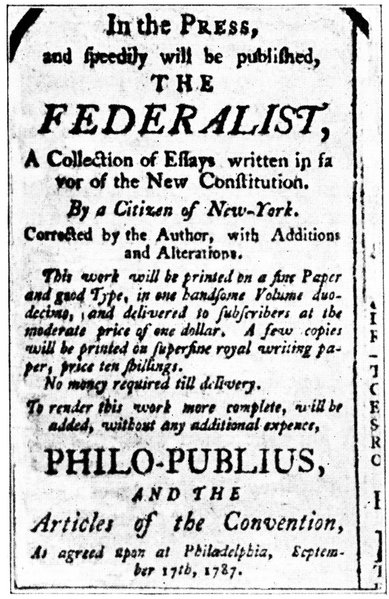 In the PRESS,
and ſpeedily will be publiſhed,
THE
FEDERALIST,
A Collection of Eſſays written in fa
vor of the New Conſtitution.
By a Citizen of New-York.
Corrected by the Author, with Additions
and Alterations.
This work will be printed on a fine Paper
and good Type, in one handſome Volume duo-
decimo, and delivered to ſubſcribers at the
moderate price of one dollar. A few copies
will be printed on ſuperfine royal writing pa-
per, price ten ſhillings.
No money required till delivery.
To render this work more complete, will be
added, without any additional expence,
PHILO-PUBLIUS,
AND THE
Articles of the Convention,
As agreed upon at Philadelphia, Septem-
ber 17th, 1787.